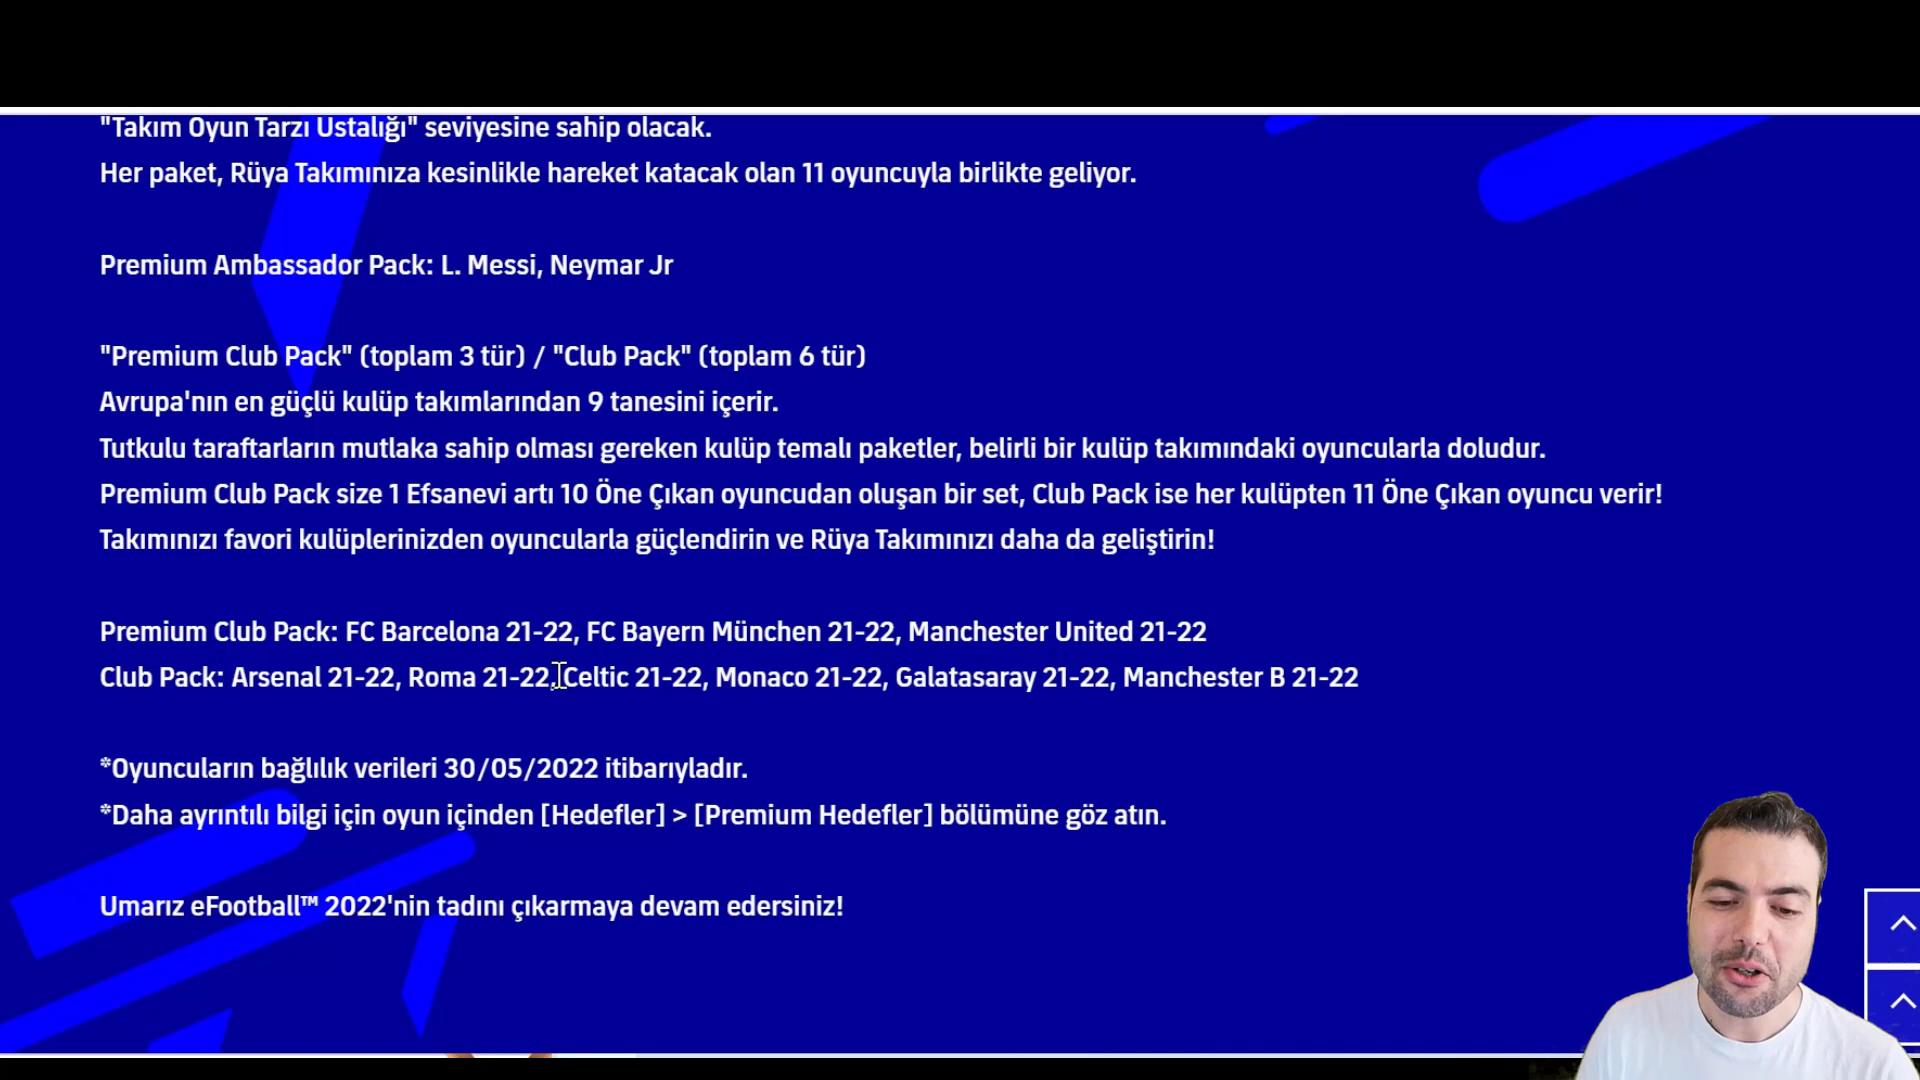 "Takım Oyun Tarzı Ustalığı" seviyesine sahip olacak.
Her paket, Rüya Takımınıza kesinlikle hareket katacak olan 11 oyuncuyla birlikte geliyor.
Premium Ambassador Pack: L. Messi, Neymar Jr
"Premium Club Pack" (toplam 3 tür) / "Club Pack" (toplam 6 tür)
Avrupa'nın en güçlü kulüp takımlarından 9 tanesini içerir.
Tutkulu taraftarların mutlaka sahip olması gereken kulüp temalı paketler, belirli bir kulüp takımındaki oyuncularla doludur.
Premium Club Pack size 1 Efsanevi artı 10 Öne Çıkan oyuncudan oluşan bir set, Club Pack ise her kulüpten 11 Öne Çıkan oyuncu verir!
Takımınızı favori kulüplerinizden oyuncularla güçlendirin ve Rüya Takımınızı daha da geliştirin!
Premium Club Pack: FC Barcelona 21-22, FC Bayern München 21-22, Manchester United 21-22
Club Pack: Arsenal 21-22, Roma 21-22, Celtic 21-22, Monaco 21-22, Galatasaray 21-22, Manchester B 21-22
*Oyuncuların bağlılık verileri 30/05/2022 itibarıyladır.
*Daha ayrıntılı bilgi için oyun içinden [Hedefler] > [Premium Hedefler] bölümüne göz atın.
Umarız eFootball™ 2022'nin tadını çıkarmaya devam edersiniz!